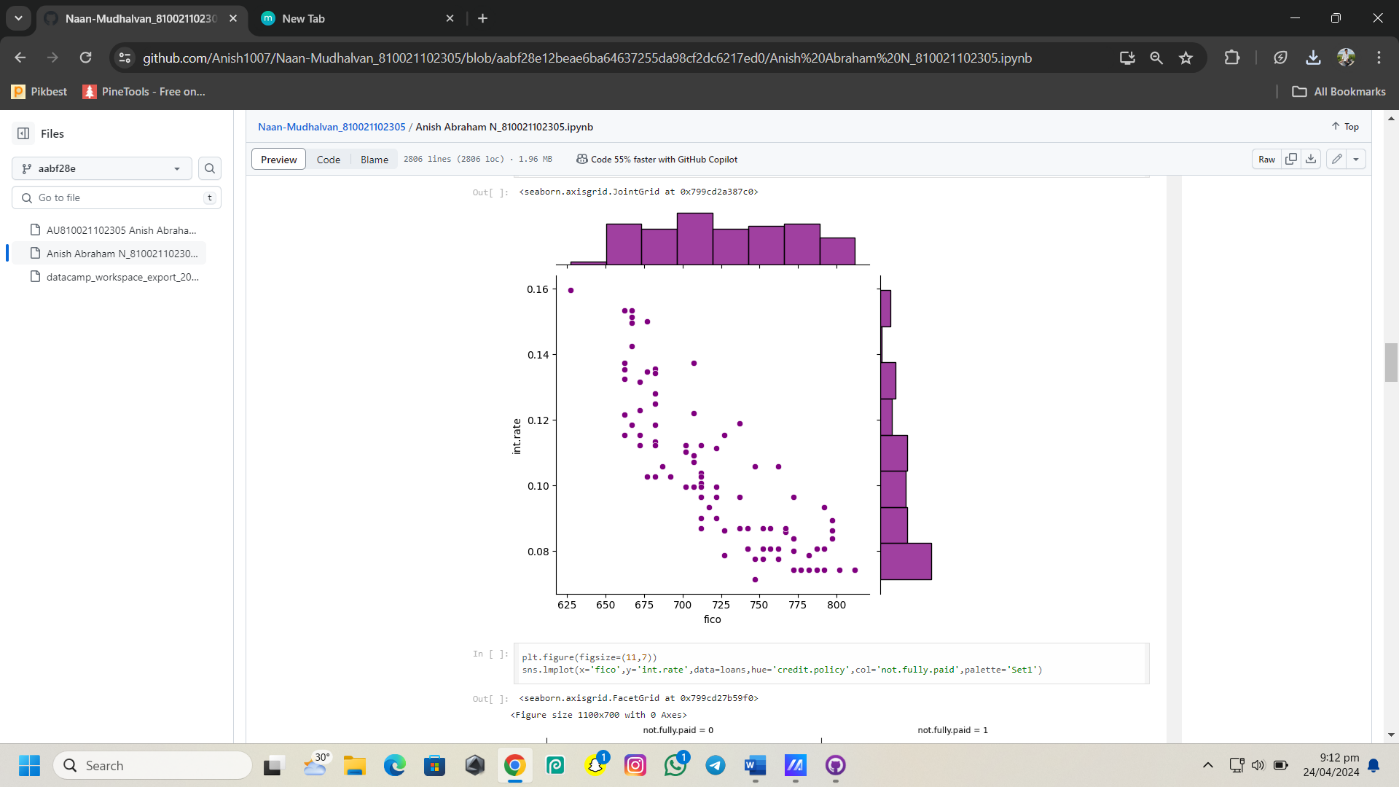 Naan-Mudhalvan_81002110230
New Tab
github.com/Anish1007/Naan-Mudhalvan_810021102305/blob/aabf28e12beae6ba64637255da98cf2dc6217ed0/Anish%20Abraham%20N_810021102305.ipynb
Pikbest
PineTools - Free on...
All Bookmarks
Files
Naan-Mudhalvan_810021102305 / Anish Abraham N_810021102305.ipynb
Top
aabf28e
Preview Code Blame 2806 lines (2806 loc) · 1.96 MB Code 55% faster with GitHub Copilot Raw
Go to file t
AU810021102305 Anish Abraha...
Anish Abraham N_81002110230...
datacamp_workspace_export_20...
Out[ ]: <seaborn.axisgrid.JointGrid at 0x799cd2a387c0>
0.16
0.14
0.12
0.10
0.08
int.rate
625 650 675 700 725 750 775 800
fico
In [ ]: plt.figure(figsize=(11,7))
sns.lmplot(x='fico',y='int.rate',data=loans,hue='credit.policy',col='not.fully.paid',palette='Set1')
Out[ ]: <seaborn.axisgrid.FacetGrid at 0x799cd27b59f0>
<Figure size 1100x700 with 0 Axes>
not.fully.paid = 0 not.fully.paid = 1
30°
Search
1
1
9:12 pm
24/04/2024